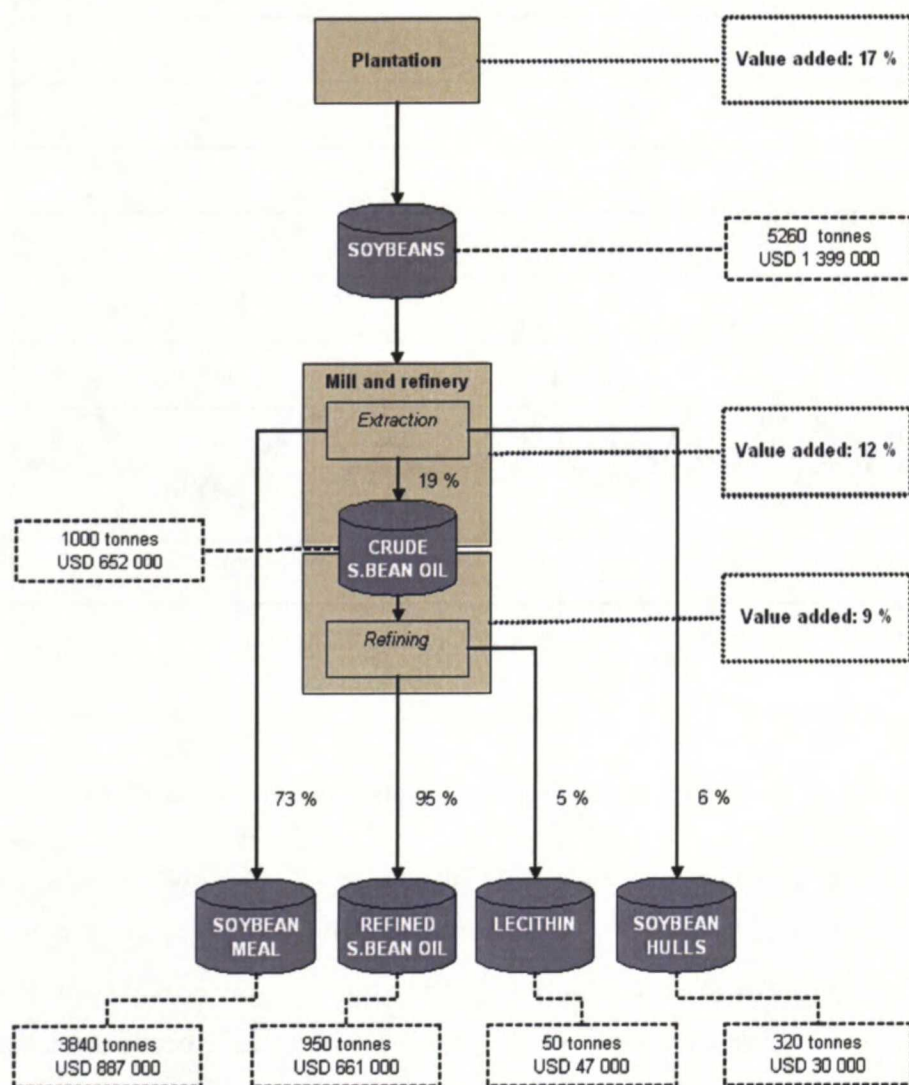 Plantation
Value added: 17 %
SOYBEANS
5260 tonnes
USD 1 399 000
Mill and refinery
Extraction
Value added: 12 %
19 %
1000 tonnes
USD 652 000
CRUDE
S.BEAN OIL
Value added: 9 %
Refining
73 %
95 %
5 %
6 %
SOYBEAN
MEAL
REFINED
S.BEAN OIL
LECITHIN
SOYBEAN
HULLS
3840 tonnes
USD 887 000
950 tonnes
USD 661 000
50 tonnes
USD 47 000
320 tonnes
USD 30 000